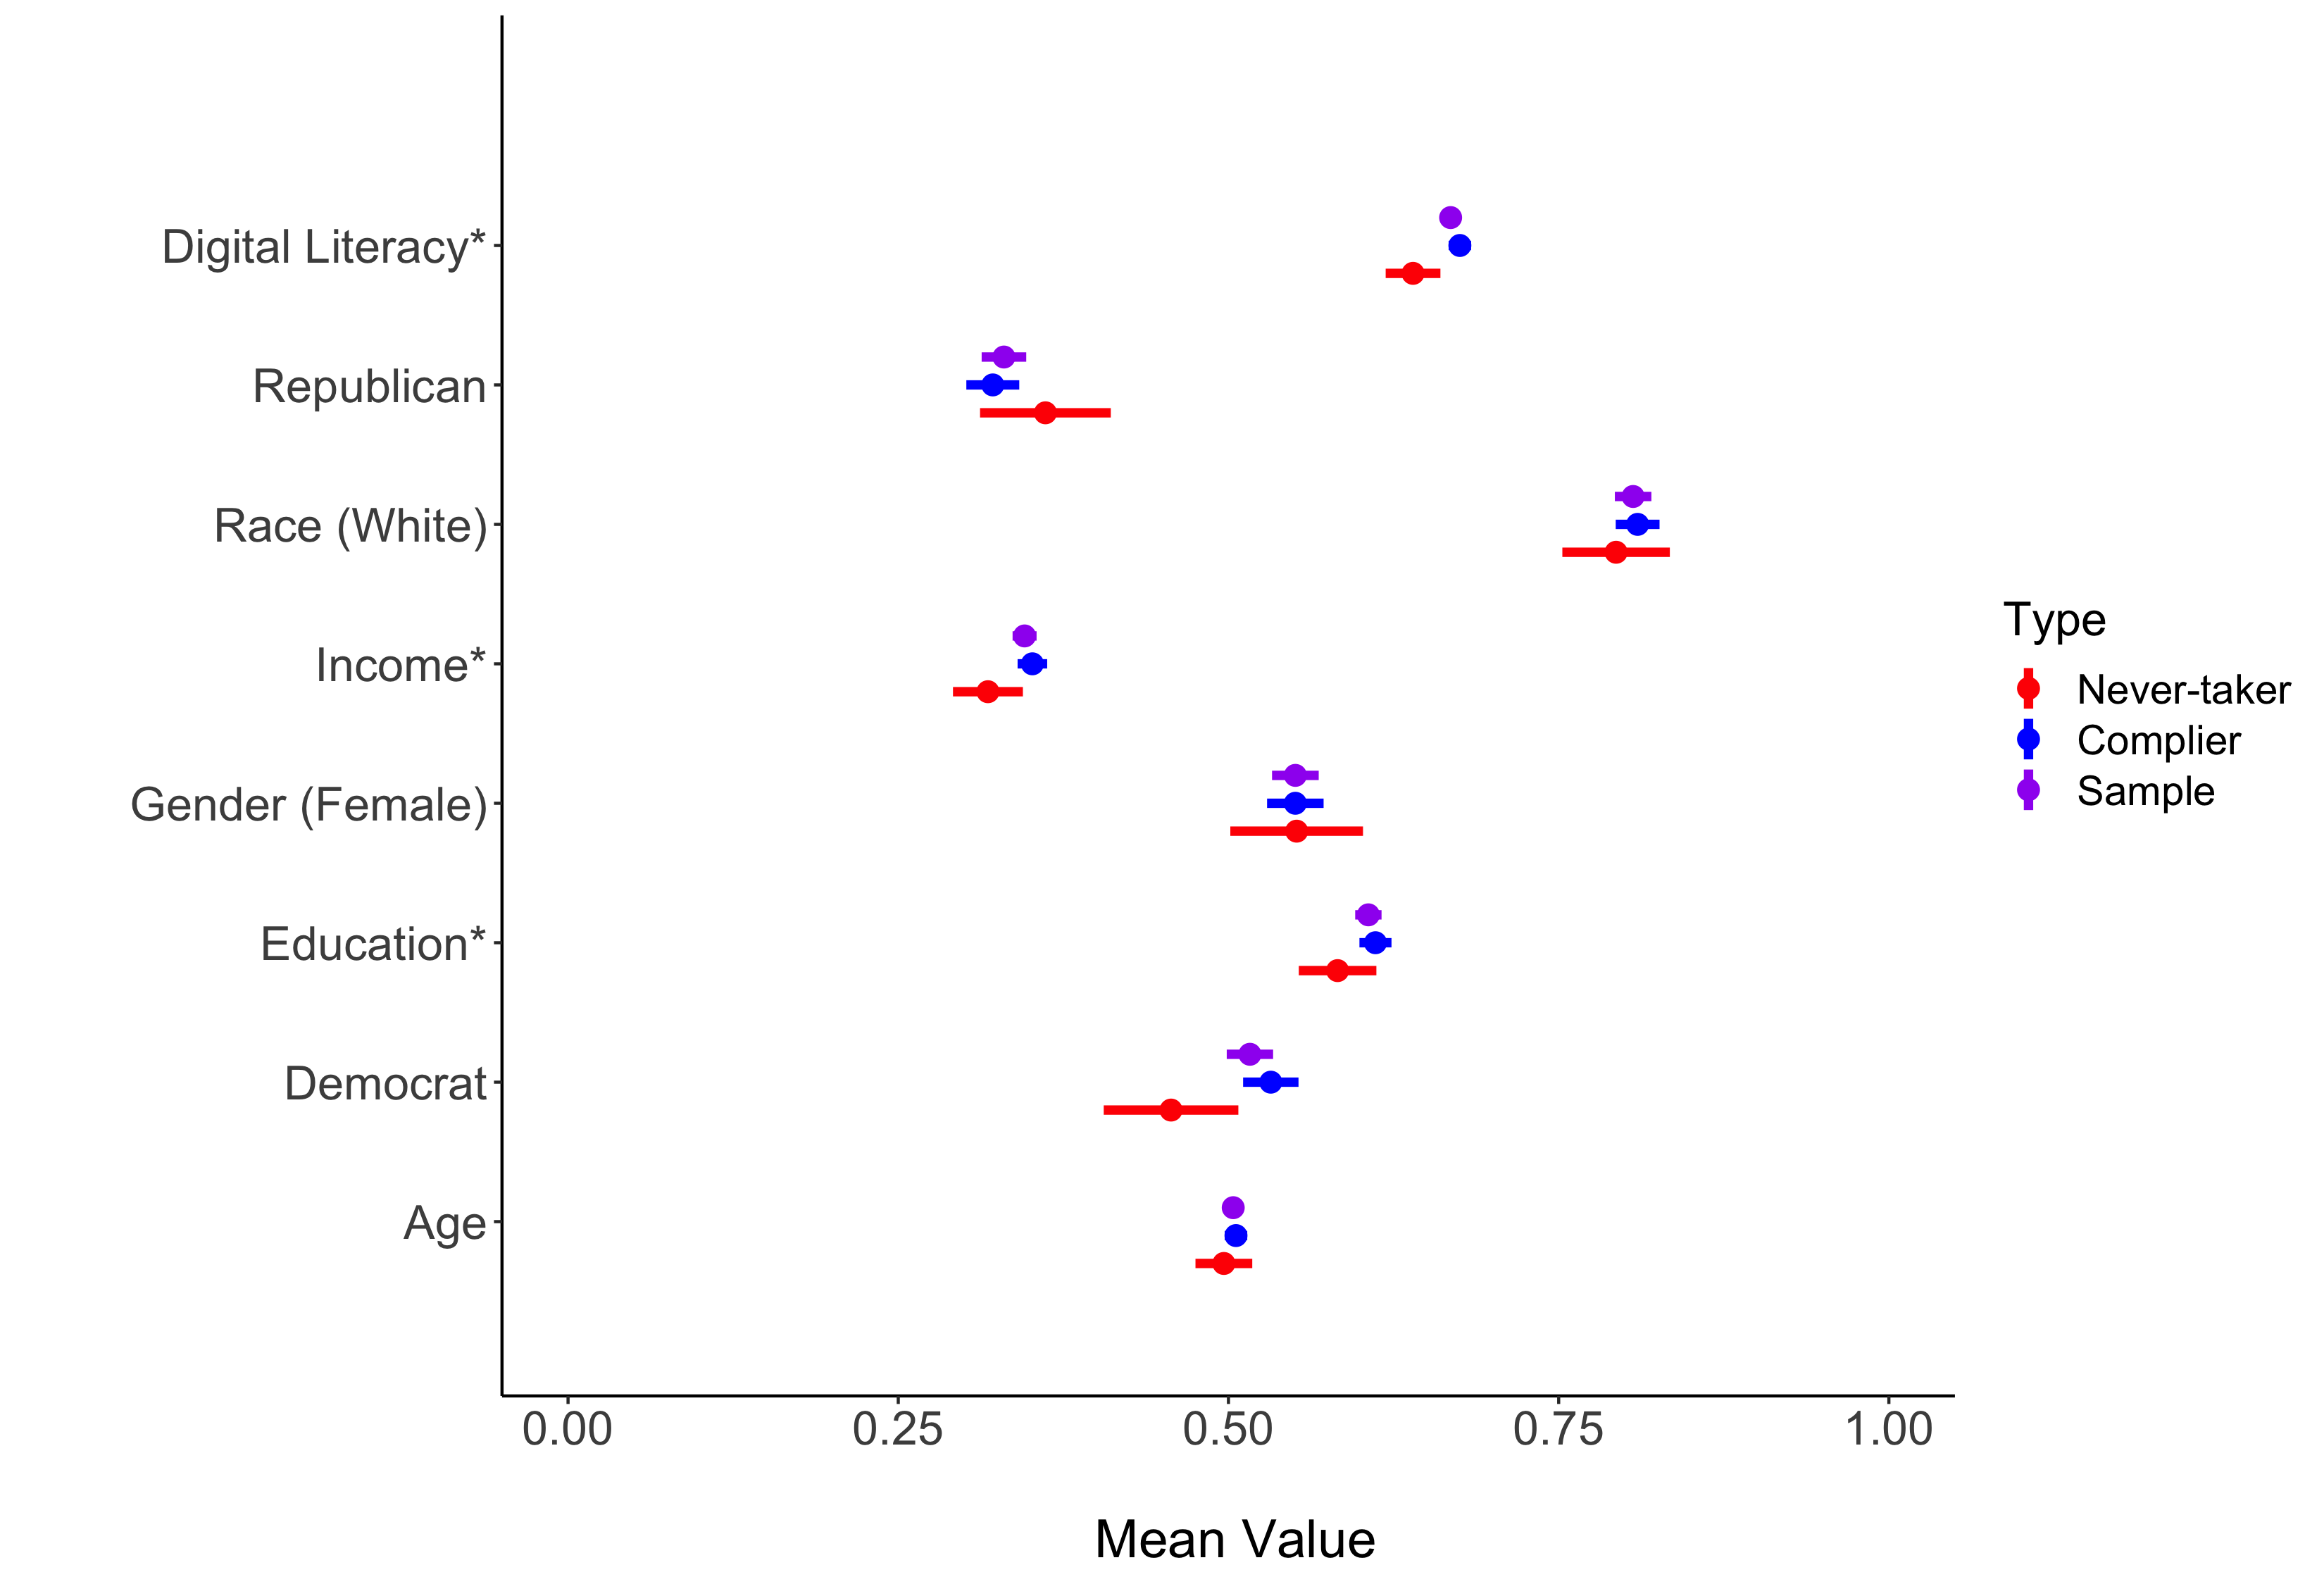 Digital Literacy*
Republican
Race (White)
Income*
Gender (Female)
Education*
Democrat
Age
0.00
0.25
0.50
0.75
1.00
Mean Value
Type
Never-taker
Complier
Sample